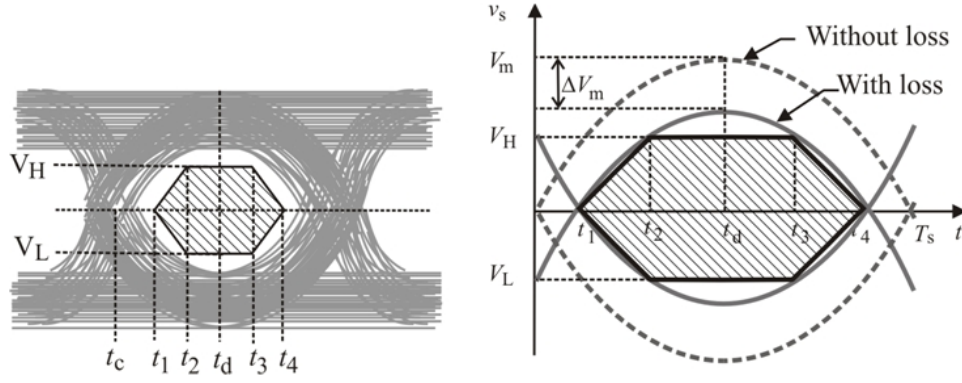 V_H
V_L
t_c t_1 t_2 t_d t_3 t_4
v_s
Without loss
V_m
ΔV_m
With loss
V_H
t_1 t_2 t_d t_3 t_4 T_s t
V_L